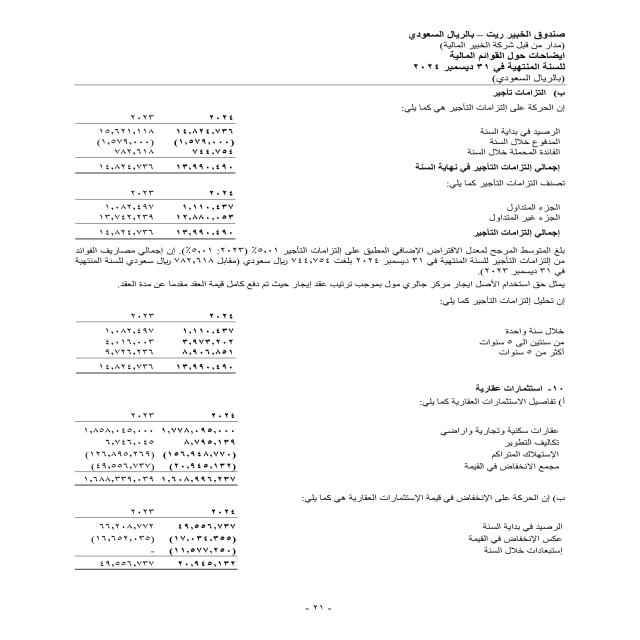 صندوق الخبير ريت – بالريال السعودي
(مدار من قبل شركة الخبير المالية)
إيضاحات حول القوائم المالية
للسنة المنتهية في ٣١ ديسمبر ٢٠٢٤
(بالريال السعودي)
ب) التزامات تأجير
إن الحركة على إلتزامات التأجير هي كما يلي:
٢٠٢٤ ٢٠٢٣
الرصيد في بداية السنة ١٤,٨٢٤,٧٣٦ ١٥,٦٢١,١١٨
المدفوع خلال السنة (١,٥٧٩,٠٠٠) (١,٥٧٩,٠٠٠)
الفائدة المحملة خلال السنة ٧٤٤,٧٥٤ ٧٨٢,٦١٨
إجمالي إلتزامات التأجير في نهاية السنة ١٣,٩٩٠,٤٩٠ ١٤,٨٢٤,٧٣٦
تصنف التزامات التأجير كما يلي:
٢٠٢٤ ٢٠٢٣
الجزء المتداول ١,١١٠,٤٣٧ ١,٠٨٢,٤٩٧
الجزء غير المتداول ١٢,٨٨٠,٠٥٣ ١٣,٧٤٢,٢٣٩
إجمالي إلتزامات التأجير ١٣,٩٩٠,٤٩٠ ١٤,٨٢٤,٧٣٦
بلغ المتوسط المرجح لمعدل الاقتراض الإضافي المطبق على إلتزامات التأجير ٥,٠١٪ (٢٠٢٣: ٥,٠١٪). إن إجمالي مصاريف الفوائد
من إلتزامات التأجير للسنة المنتهية في ٣١ ديسمبر ٢٠٢٤ بلغت ٧٤٤,٧٥٤ ريال سعودي (مقابل ٧٨٢,٦١٨ ريال سعودي للسنة المنتهية
في ٣١ ديسمبر ٢٠٢٣).
يمثل حق استخدام الأصل ايجار مركز جالري مول بموجب ترتيب عقد إيجار حيث تم دفع كامل قيمة العقد مقدما عن مدة العقد.
إن تحليل إلتزامات التأجير كما يلي:
٢٠٢٤ ٢٠٢٣
خلال سنة واحدة ١,١١٠,٤٣٧ ١,٠٨٢,٤٩٧
من سنتين الى ٥ سنوات ٣,٩٧٣,٢٠٢ ٤,٠١٦,٠٠٣
أكثر من ٥ سنوات ٨,٩٠٦,٨٥١ ٩,٧٢٦,٢٣٦
١٣,٩٩٠,٤٩٠ ١٤,٨٢٤,٧٣٦
١٠- استثمارات عقارية
أ) تفاصيل الاستثمارات العقارية كما يلي:
٢٠٢٤ ٢٠٢٣
عقارات سكنية وتجارية واراضي ١,٧٧٨,٠٩٥,٠٠٠ ١,٨٥٨,٠٤٥,٠٠٠
تكاليف التطوير ٨,٧٩٥,١٣٩ ٦,٧٤٦,٠٤٥
الإستهلاك المتراكم (١٥٦,٩٤٨,٧٧٠) (١٢٦,٨٩٥,٢٦٩)
مجمع الانخفاض في القيمة (٢٠,٩٤٥,١٣٢) (٤٩,٥٥٦,٧٣٧)
١,٦٠٨,٩٩٦,٢٣٧ ١,٦٨٨,٣٣٩,٠٣٩
ب) إن الحركة على الإنخفاض في قيمة الإستثمارات العقارية هي كما يلي:
٢٠٢٤ ٢٠٢٣
الرصيد في بداية السنة ٤٩,٥٥٦,٧٣٧ ٦٦,٢٠٨,٧٧٢
عكس الإنخفاض في القيمة (١٧,٠٣٤,٣٥٥) (١٦,٦٥٢,٠٣٥)
إستبعادات خلال السنة (١١,٥٧٧,٢٥٠) -
٢٠,٩٤٥,١٣٢ ٤٩,٥٥٦,٧٣٧
- ٢١ -